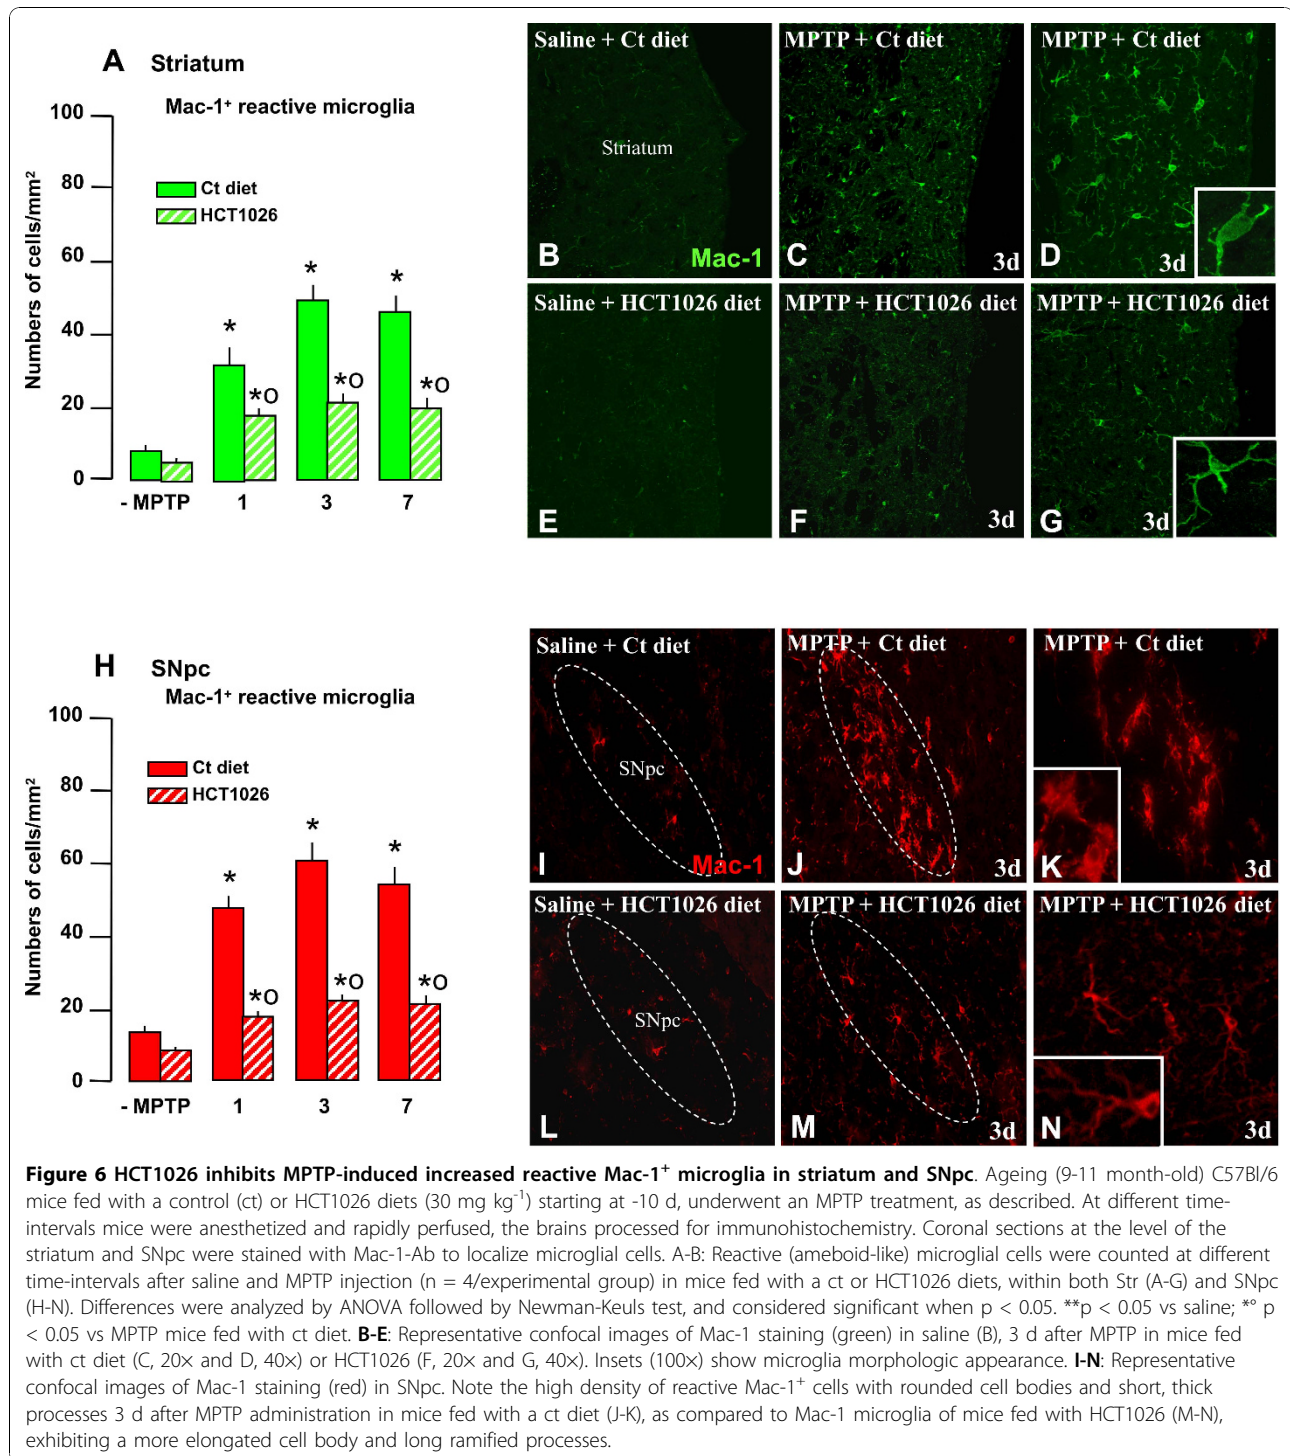 A Striatum
Mac-1⁺ reactive microglia
100
80
60
40
20
0
Numbers of cells/mm²
Ct diet
HCT1026
*
*
*
*O
*O
*O
- MPTP 1 3 7
Saline + Ct diet
Striatum
B
Mac-1
MPTP + Ct diet
C
3d
MPTP + Ct diet
D
3d
Saline + HCT1026 diet
E
MPTP + HCT1026 diet
F
3d
MPTP + HCT1026 diet
G
3d
H SNpc
Mac-1⁺ reactive microglia
100
80
60
40
20
0
Numbers of cells/mm²
Ct diet
HCT1026
*
*
*
*O
*O
*O
- MPTP 1 3 7
Saline + Ct diet
SNpc
I
Mac-1
MPTP + Ct diet
J
3d
MPTP + Ct diet
K
3d
Saline + HCT1026 diet
SNpc
L
MPTP + HCT1026 diet
M
3d
MPTP + HCT1026 diet
N
3d
Figure 6 HCT1026 inhibits MPTP-induced increased reactive Mac-1⁺ microglia in striatum and SNpc. Ageing (9-11 month-old) C57Bl/6
mice fed with a control (ct) or HCT1026 diets (30 mg kg⁻¹) starting at -10 d, underwent an MPTP treatment, as described. At different time-
intervals mice were anesthetized and rapidly perfused, the brains processed for immunohistochemistry. Coronal sections at the level of the
striatum and SNpc were stained with Mac-1-Ab to localize microglial cells. A-B: Reactive (ameboid-like) microglial cells were counted at different
time-intervals after saline and MPTP injection (n = 4/experimental group) in mice fed with a ct or HCT1026 diets, within both Str (A-G) and SNpc
(H-N). Differences were analyzed by ANOVA followed by Newman-Keuls test, and considered significant when p < 0.05. **p < 0.05 vs saline; *° p
< 0.05 vs MPTP mice fed with ct diet. B-E: Representative confocal images of Mac-1 staining (green) in saline (B), 3 d after MPTP in mice fed
with ct diet (C, 20× and D, 40×) or HCT1026 (F, 20× and G, 40×). Insets (100×) show microglia morphologic appearance. I-N: Representative
confocal images of Mac-1 staining (red) in SNpc. Note the high density of reactive Mac-1⁺ cells with rounded cell bodies and short, thick
processes 3 d after MPTP administration in mice fed with a ct diet (J-K), as compared to Mac-1 microglia of mice fed with HCT1026 (M-N),
exhibiting a more elongated cell body and long ramified processes.